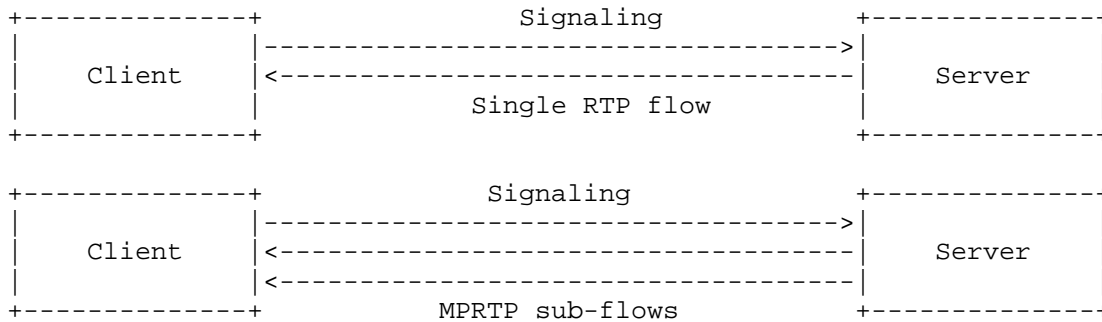 Signaling
Client Server
Single RTP flow
Signaling
Client Server
MPRTP sub-flows